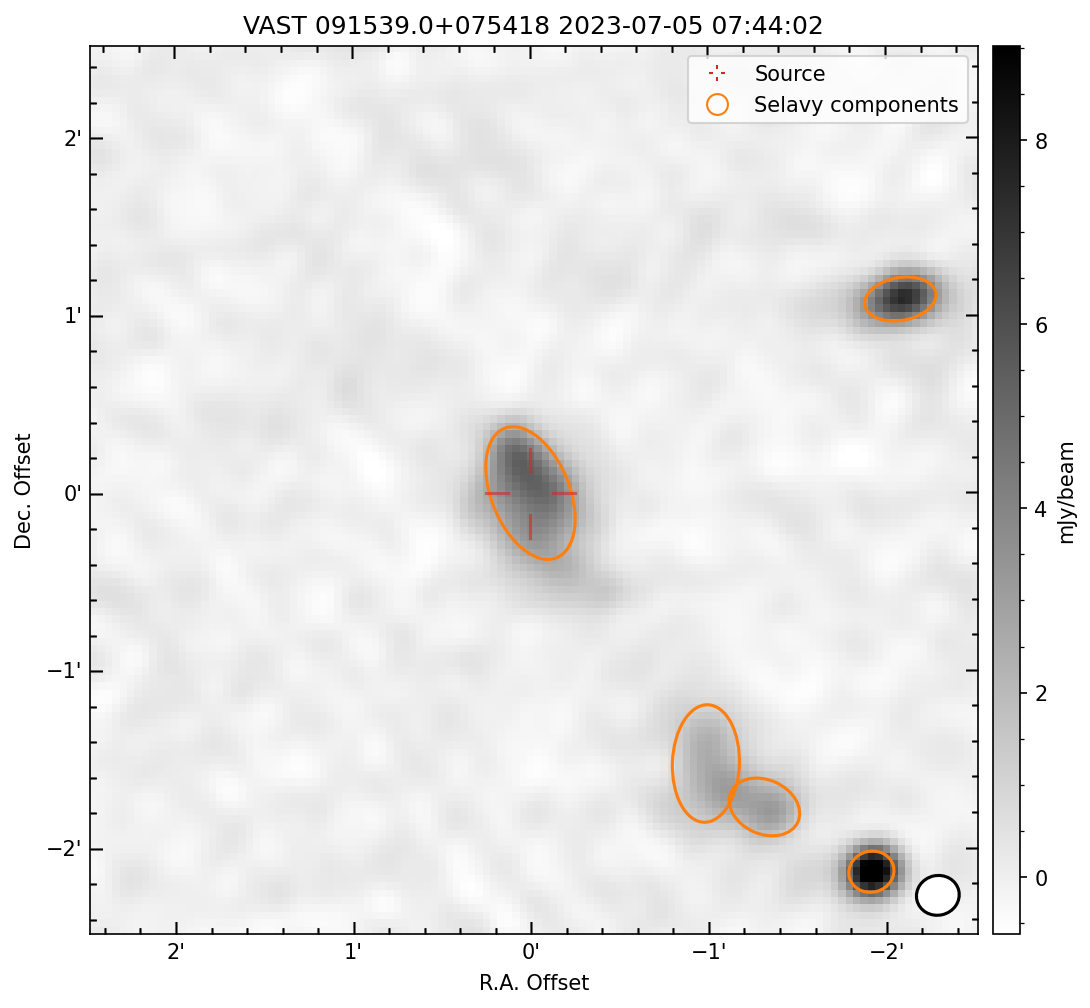 VAST 091539.0+075418 2023-07-05 07:44:02
Source
Selavy components
2'
1'
0'
−1'
−2'
Dec. Offset
2'
1'
0'
−1'
−2'
R.A. Offset
8
6
4
2
0
mJy/beam